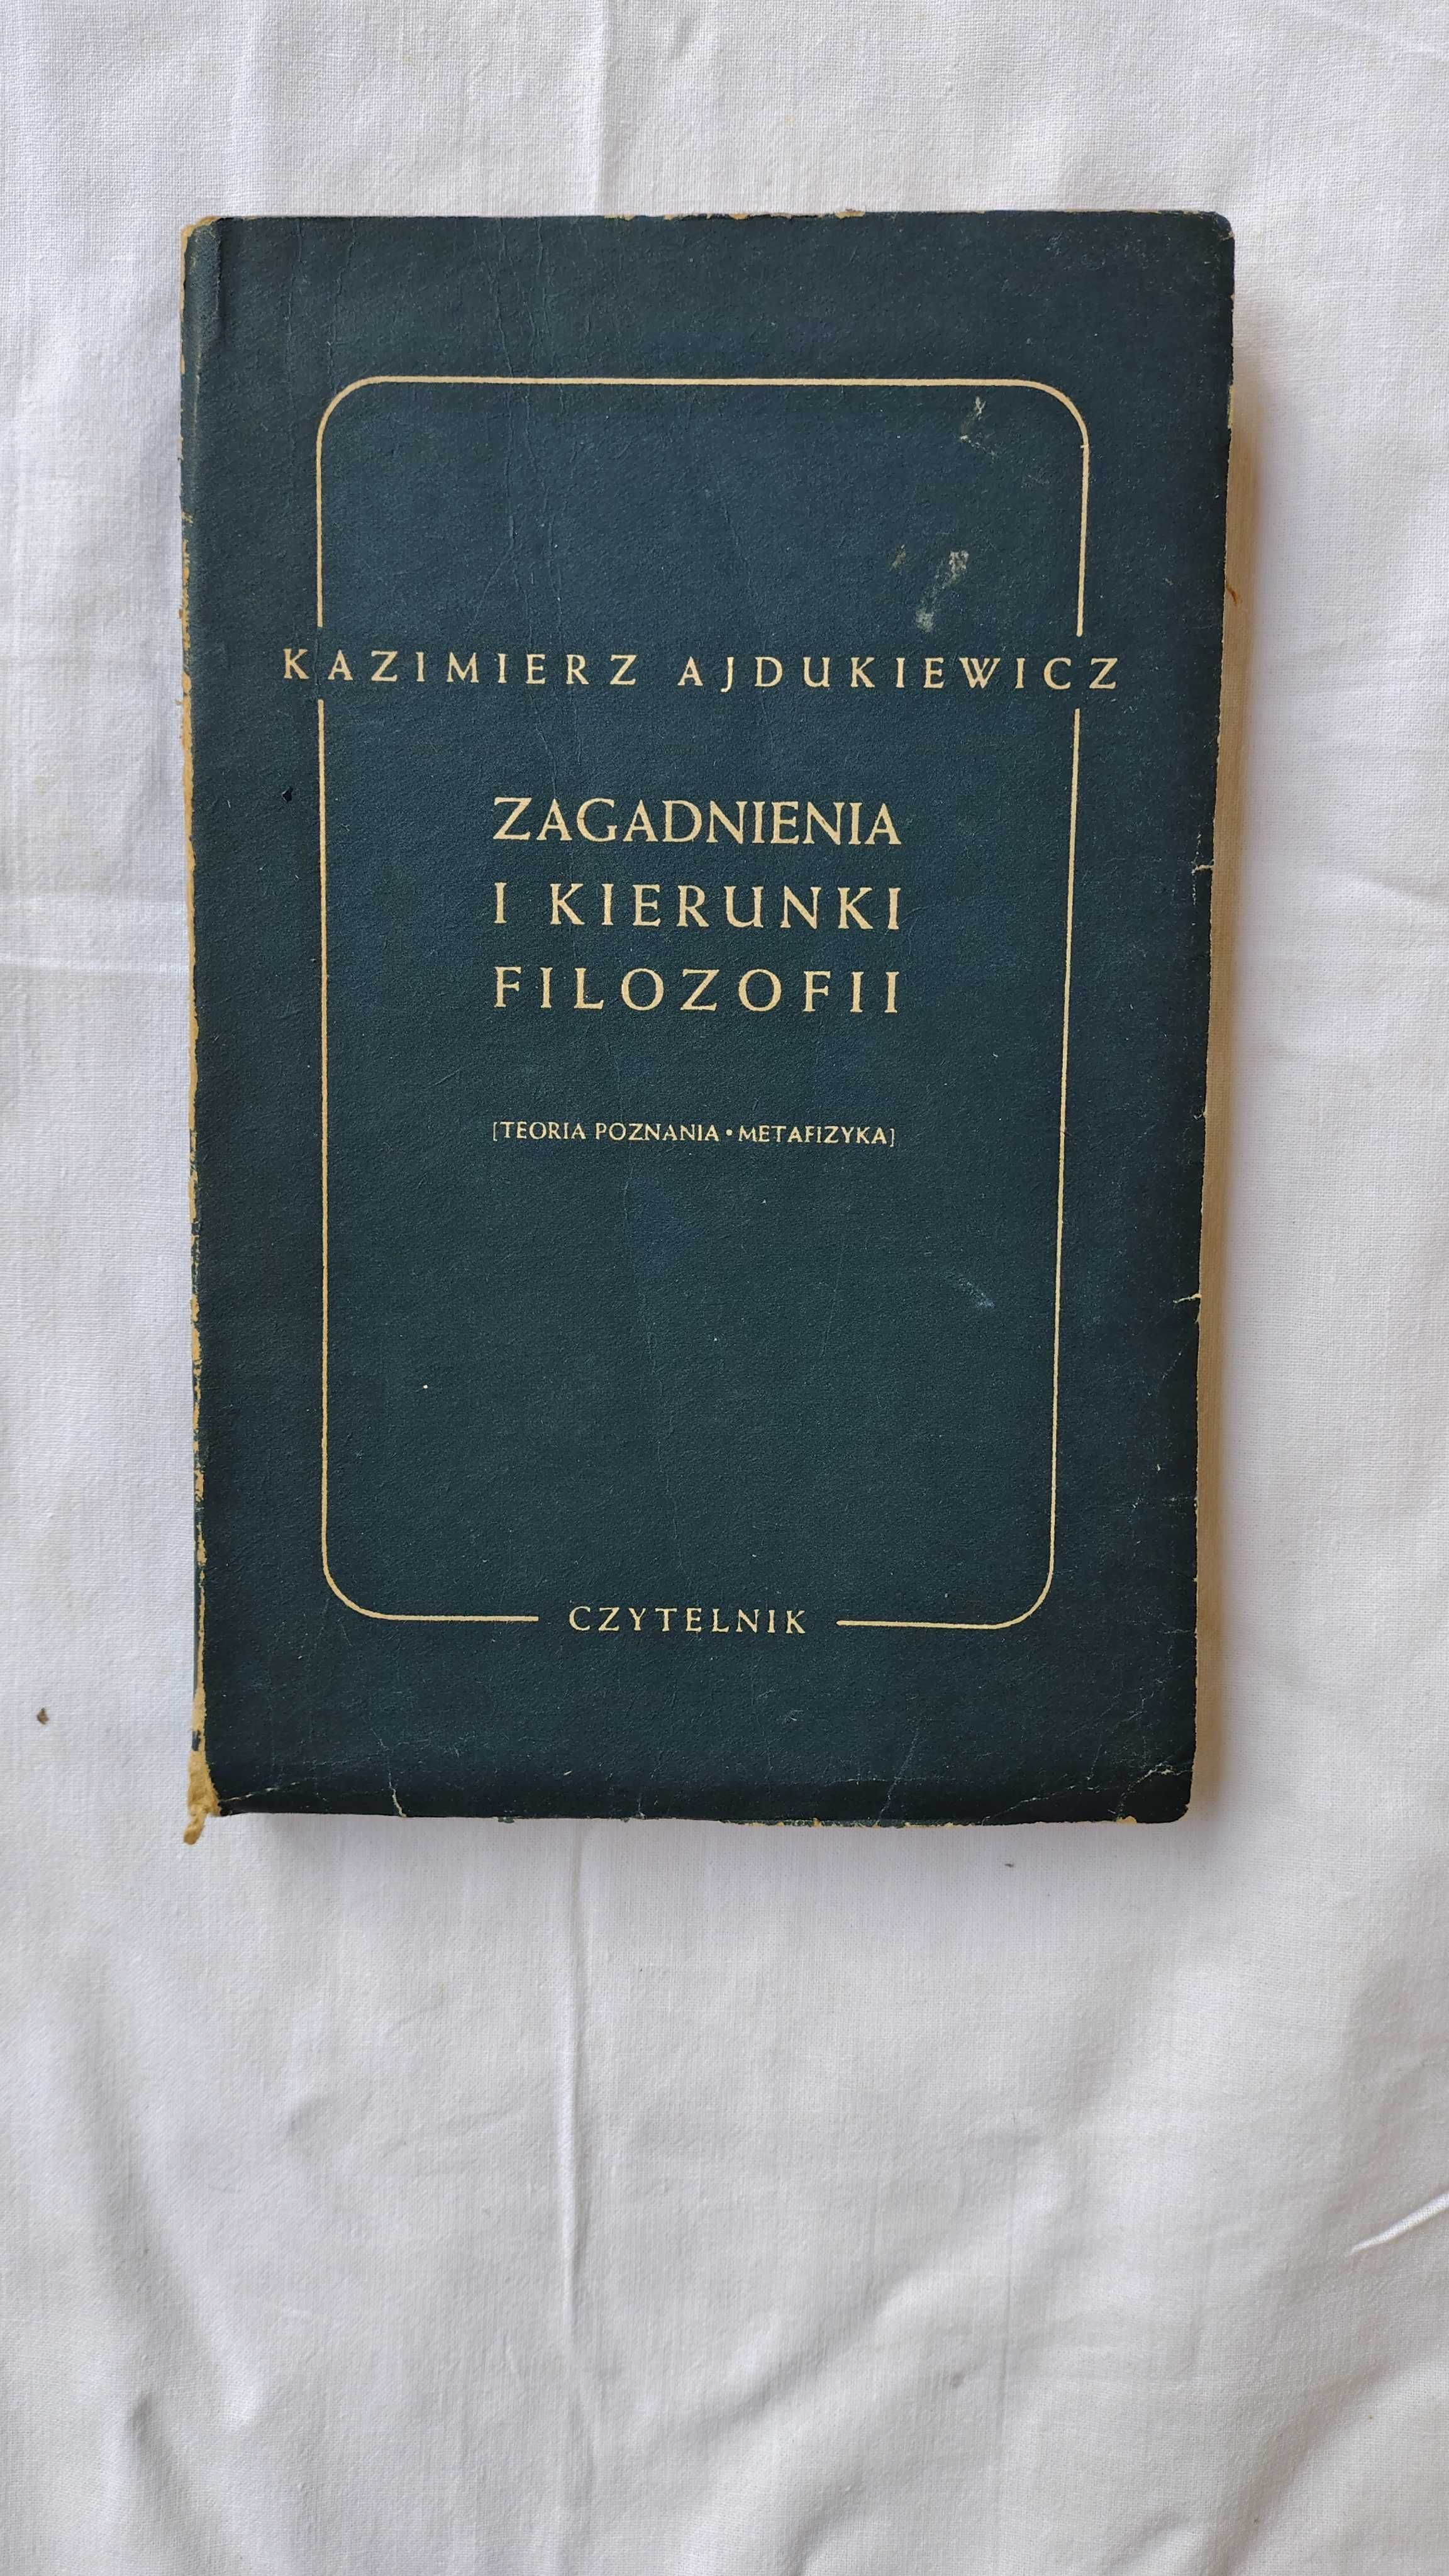 KAZIMIERZ AJDUKIEWICZ
ZAGADNIENIA
I KIERUNKI
FILOZOFII
[TEORIA POZNANIA • METAFIZYKA]
CZYTELNIK